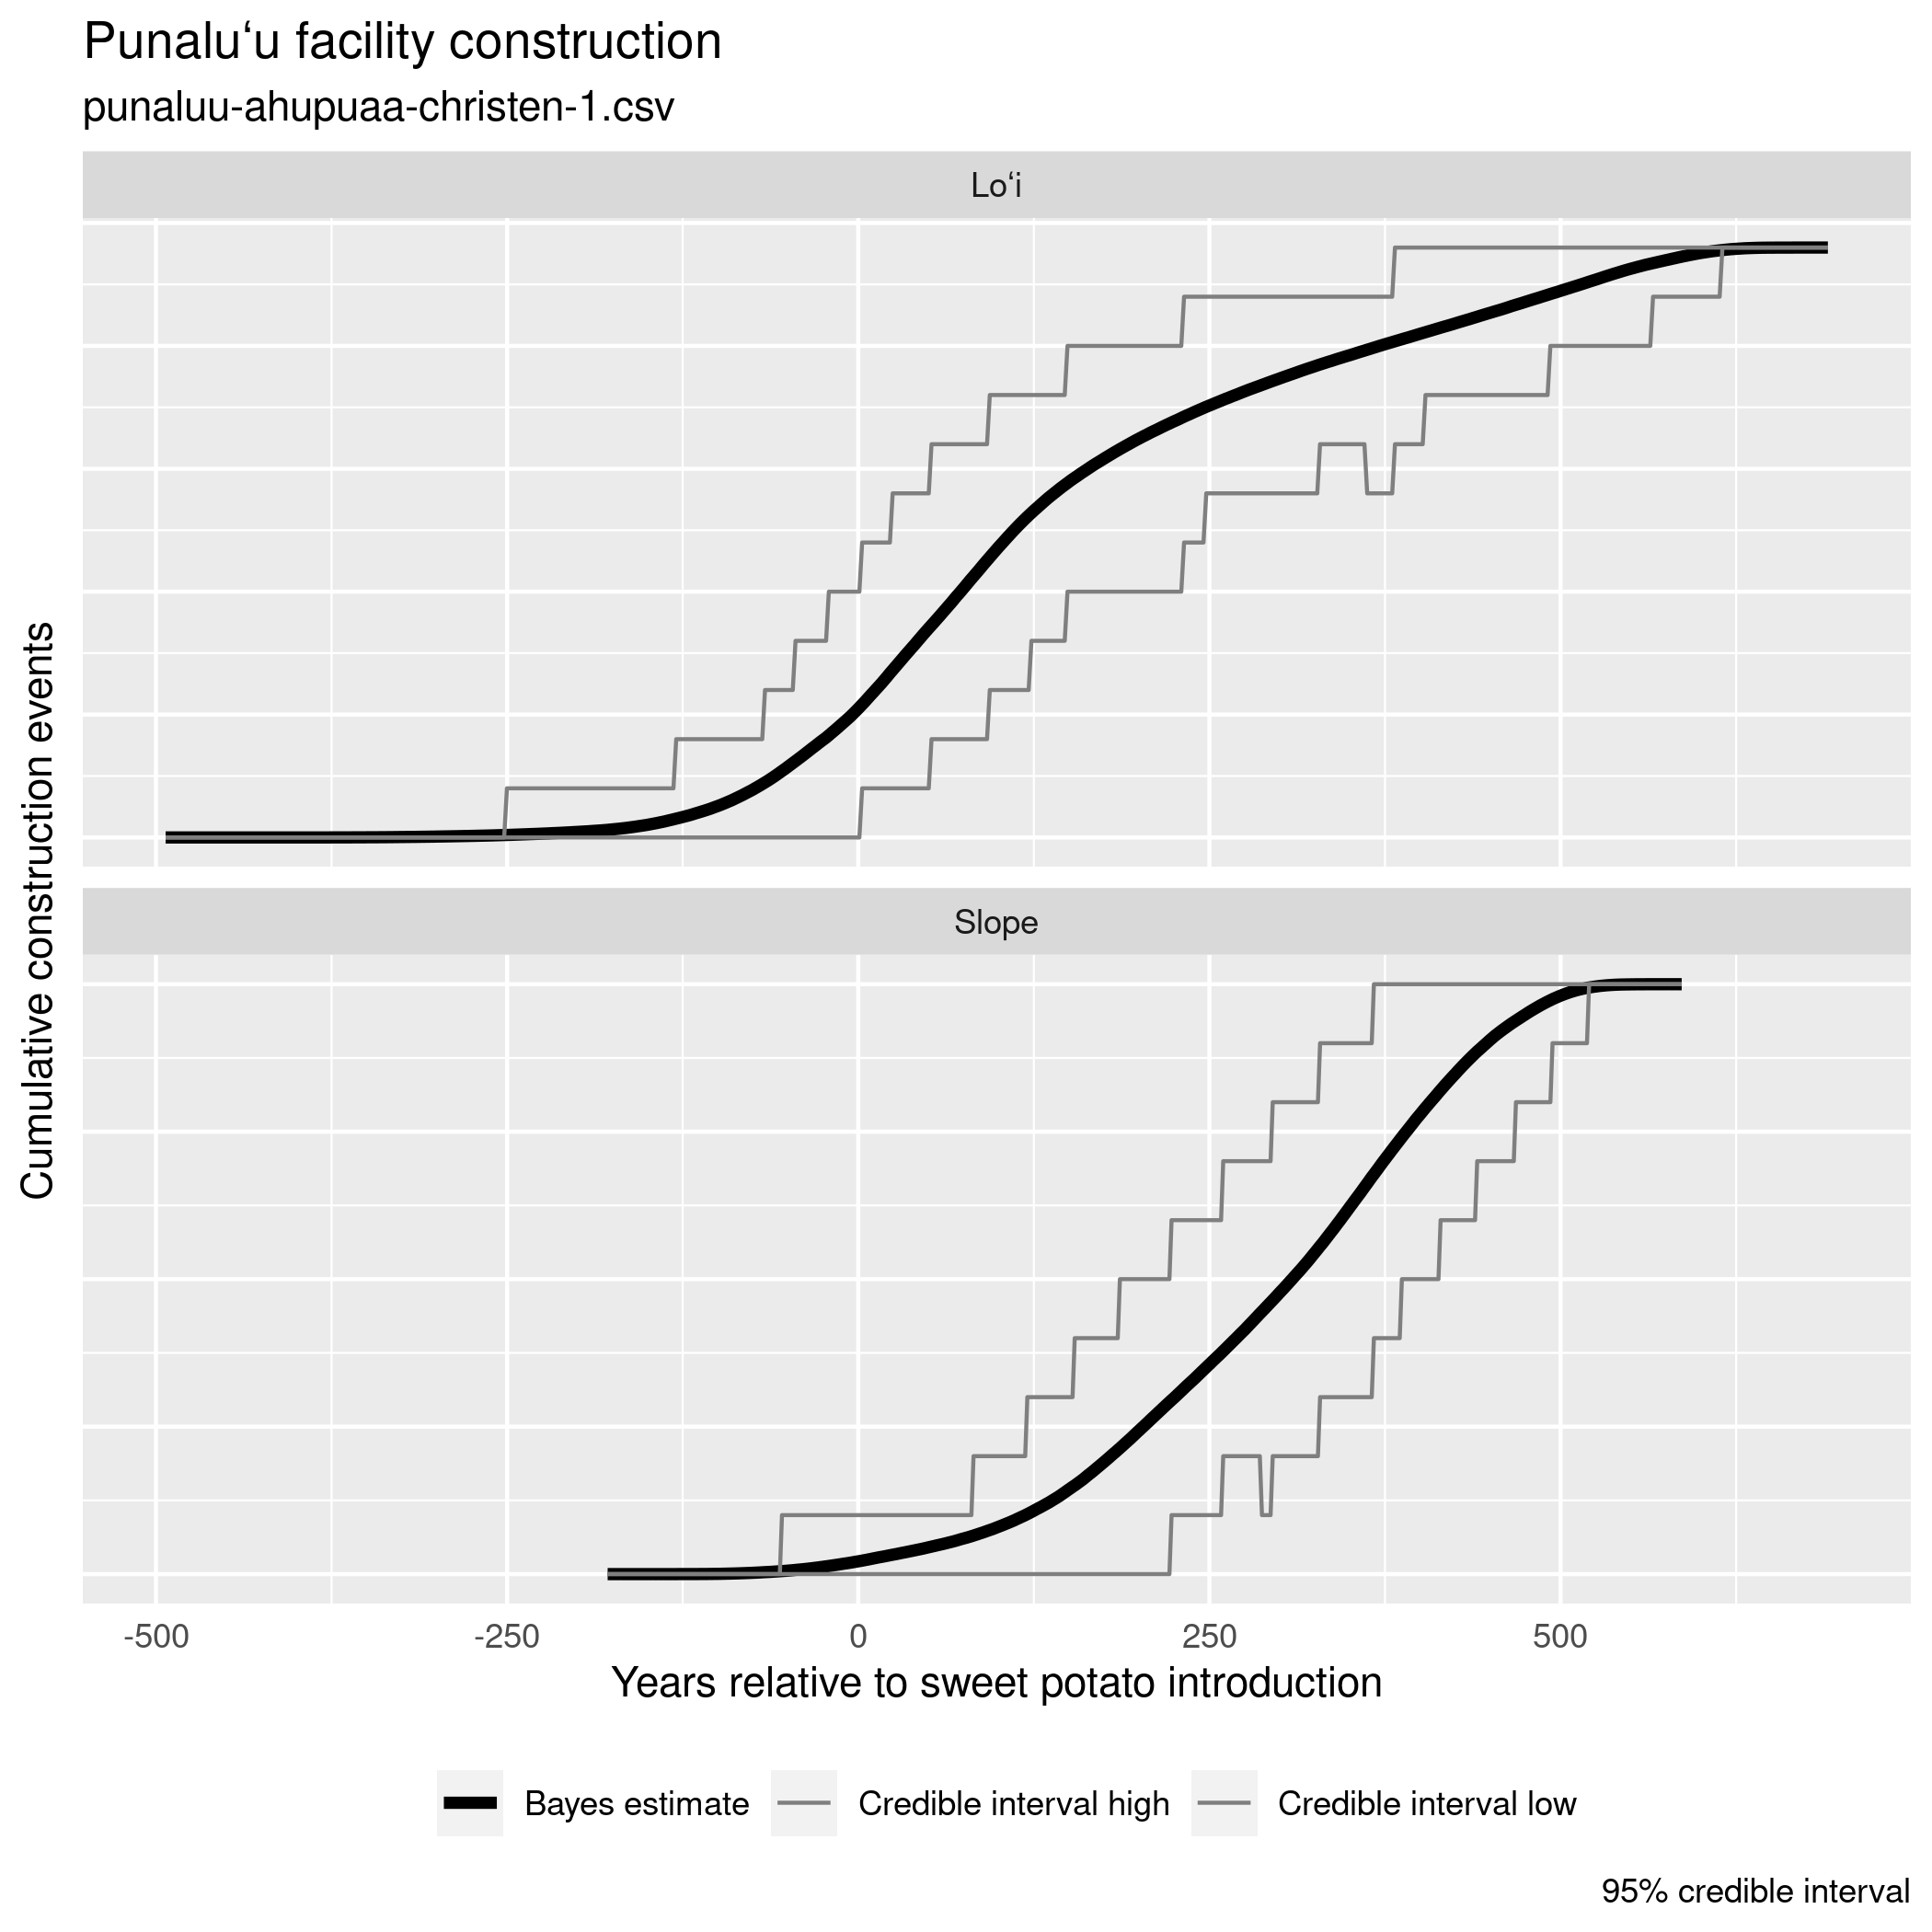 Punaluʻu facility construction
punaluu-ahupuaa-christen-1.csv
Loʻi
Cumulative construction events
Slope
-500 -250 0 250 500
Years relative to sweet potato introduction
Bayes estimate Credible interval high Credible interval low
95% credible interval